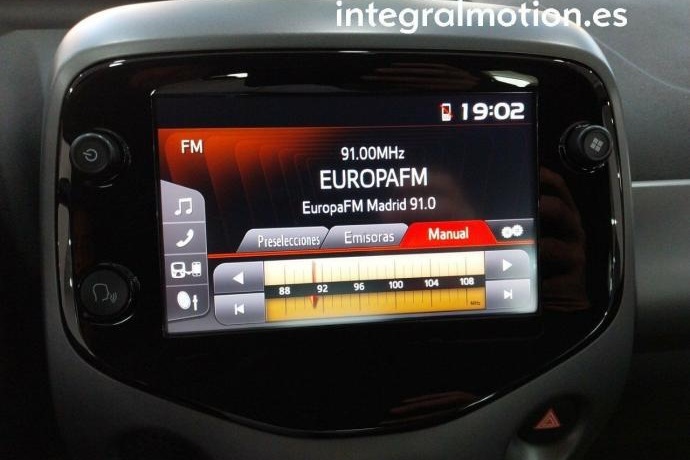 integralmotion.es
19:02
FM
91.00MHz
EUROPAFM
EuropaFM Madrid 91.0
Preselecciones Emisoras Manual
88 92 96 100 104 108
MHz